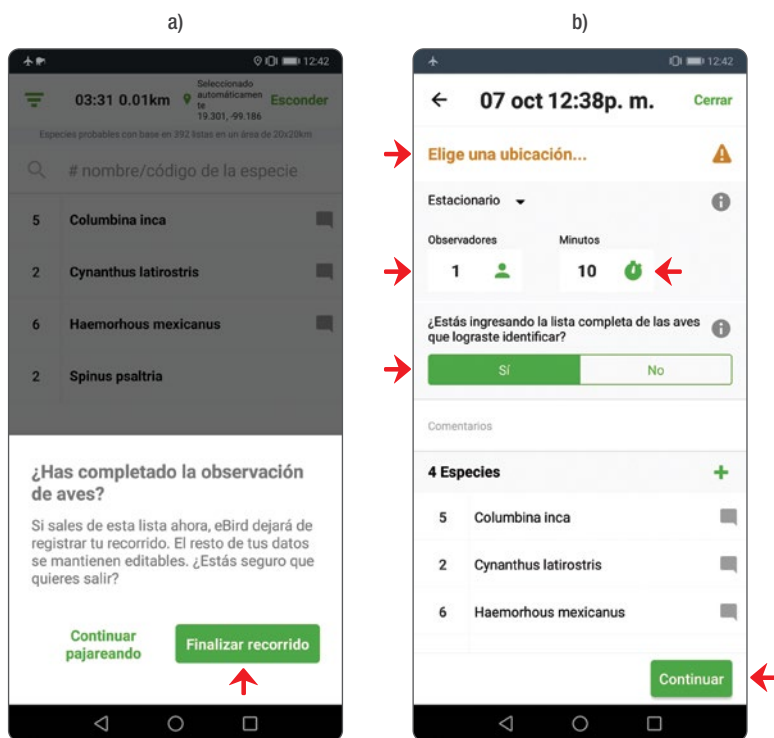 a)
12:42
03:31 0.01km
Seleccionado
automáticamen
te
19.301, -99.186
Esconder
Especies probables con base en 392 listas en un área de 20x20km
# nombre/código de la especie
5 Columbina inca
2 Cynanthus latirostris
6 Haemorhous mexicanus
2 Spinus psaltria
¿Has completado la observación
de aves?
Si sales de esta lista ahora, eBird dejará de
registrar tu recorrido. El resto de tus datos
se mantienen editables. ¿Estás seguro que
quieres salir?
Continuar
pajareando
Finalizar recorrido
b)
12:42
07 oct 12:38p. m.
Cerrar
Elige una ubicación...
Estacionario
Observadores Minutos
1 10
¿Estás ingresando la lista completa de las aves
que lograste identificar?
Sí No
Comentarios
4 Especies +
5 Columbina inca
2 Cynanthus latirostris
6 Haemorhous mexicanus
Continuar